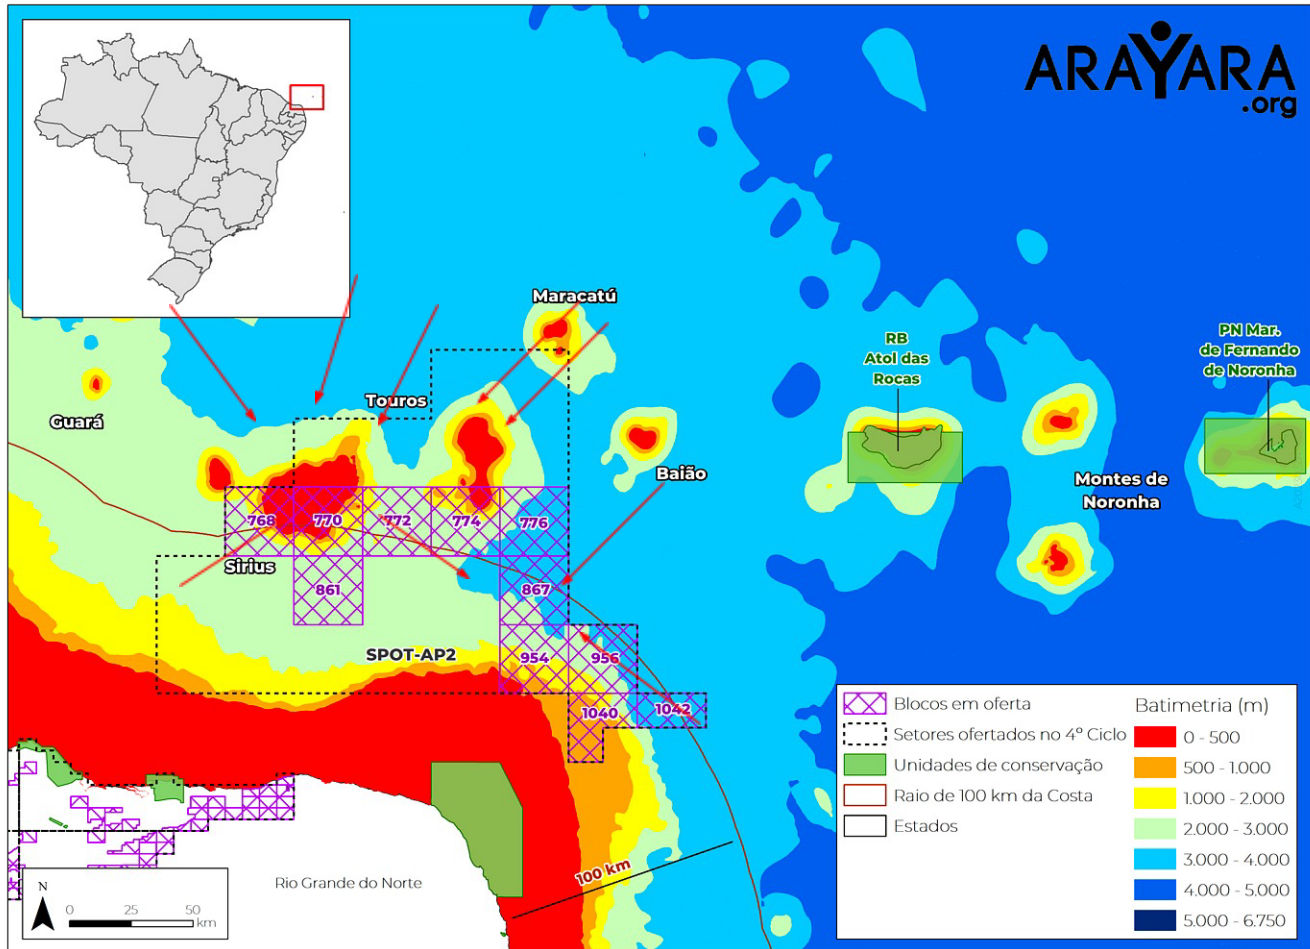 ARAYARA
.org
Maracatú
RB
Atol das
Rocas
PN Mar.
de Fernando
de Noronha
Touros
Guará
Baião
Montes de
Noronha
768
770
772
774
776
Sirius
861
867
SPOT-AP2
954
956
1040
1042
Blocos em oferta
Setores ofertados no 4º Ciclo
Unidades de conservação
Raio de 100 km da Costa
Estados
Batimetria (m)
0 - 500
500 - 1.000
1.000 - 2.000
2.000 - 3.000
3.000 - 4.000
4.000 - 5.000
5.000 - 6.750
100 km
Rio Grande do Norte
N
0 25 50
km